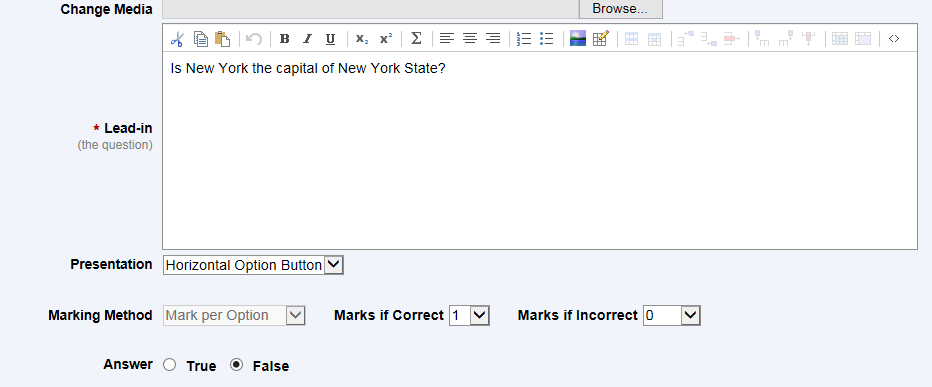 Change Media Browse...
B I U x₂ x² Σ
Is New York the capital of New York State?
* Lead-in
(the question)
Presentation Horizontal Option Button
Marking Method Mark per Option Marks if Correct 1 Marks if Incorrect 0
Answer True False